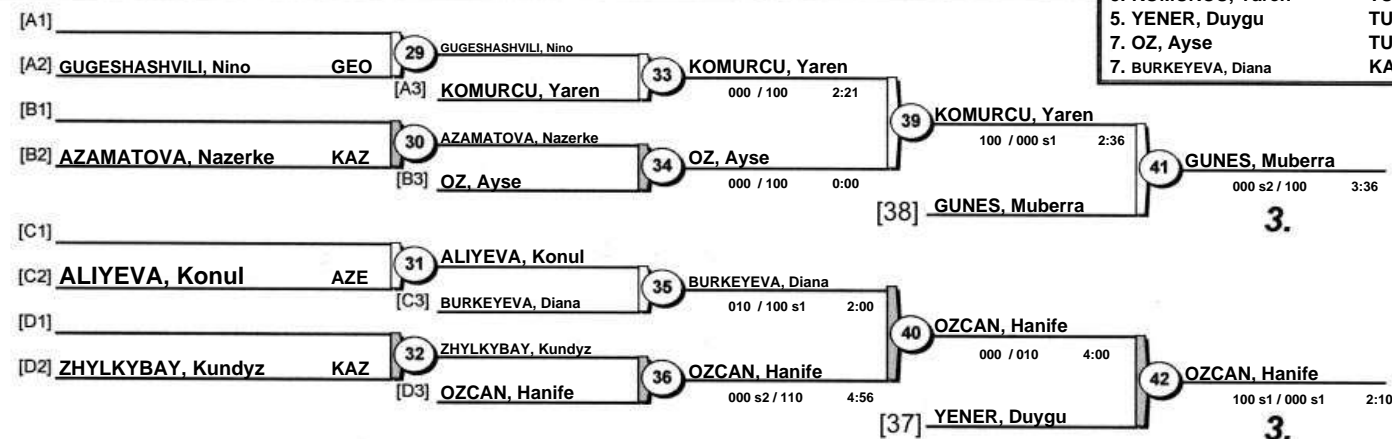 5. YENER, Duygu TU
7. OZ, Ayse TU
7. BURKEYEVA, Diana KA
[A1]
[A2] GUGESHASHVILI, Nino GEO
29
GUGESHASHVILI, Nino
[A3] KOMURCU, Yaren
33
KOMURCU, Yaren
000 / 100 2:21
[B1]
[B2] AZAMATOVA, Nazerke KAZ
30
AZAMATOVA, Nazerke
[B3] OZ, Ayse
34
OZ, Ayse
000 / 100 0:00
39
KOMURCU, Yaren
100 / 000 s1 2:36
[38] GUNES, Muberra
41
GUNES, Muberra
000 s2 / 100 3:36
3.
[C1]
[C2] ALIYEVA, Konul AZE
31
ALIYEVA, Konul
[C3] BURKEYEVA, Diana
35
BURKEYEVA, Diana
010 / 100 s1 2:00
[D1]
[D2] ZHYLKYBAY, Kundyz KAZ
32
ZHYLKYBAY, Kundyz
[D3] OZCAN, Hanife
36
OZCAN, Hanife
000 s2 / 110 4:56
40
OZCAN, Hanife
000 / 010 4:00
[37] YENER, Duygu
42
OZCAN, Hanife
100 s1 / 000 s1 2:10
3.